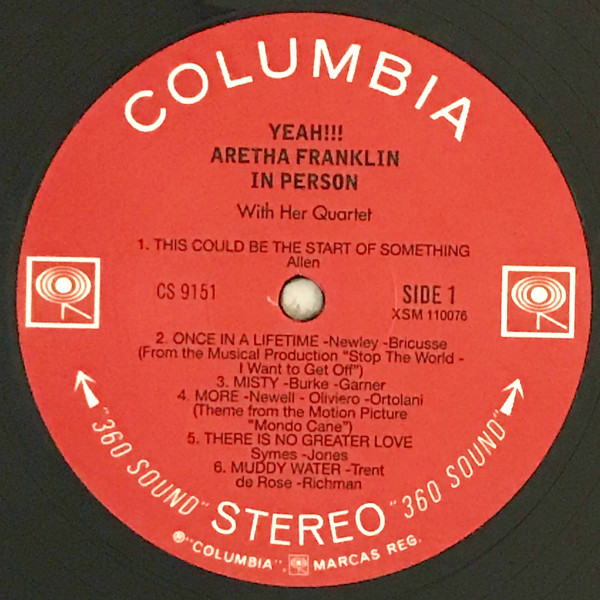 COLUMBIA
YEAH!!!
ARETHA FRANKLIN
IN PERSON
With Her Quartet
1. THIS COULD BE THE START OF SOMETHING
Allen
CS 9151
SIDE 1
XSM 110076
2. ONCE IN A LIFETIME -Newley -Bricusse
(From the Musical Production "Stop The World -
I Want to Get Off")
3. MISTY -Burke -Garner
4. MORE -Newell - Oliviero -Ortolani
(Theme from the Motion Picture
"Mondo Cane")
5. THERE IS NO GREATER LOVE
Symes -Jones
6. MUDDY WATER -Trent
de Rose -Richman
"360 SOUND" STEREO "360 SOUND"
® "COLUMBIA", MARCAS REG.